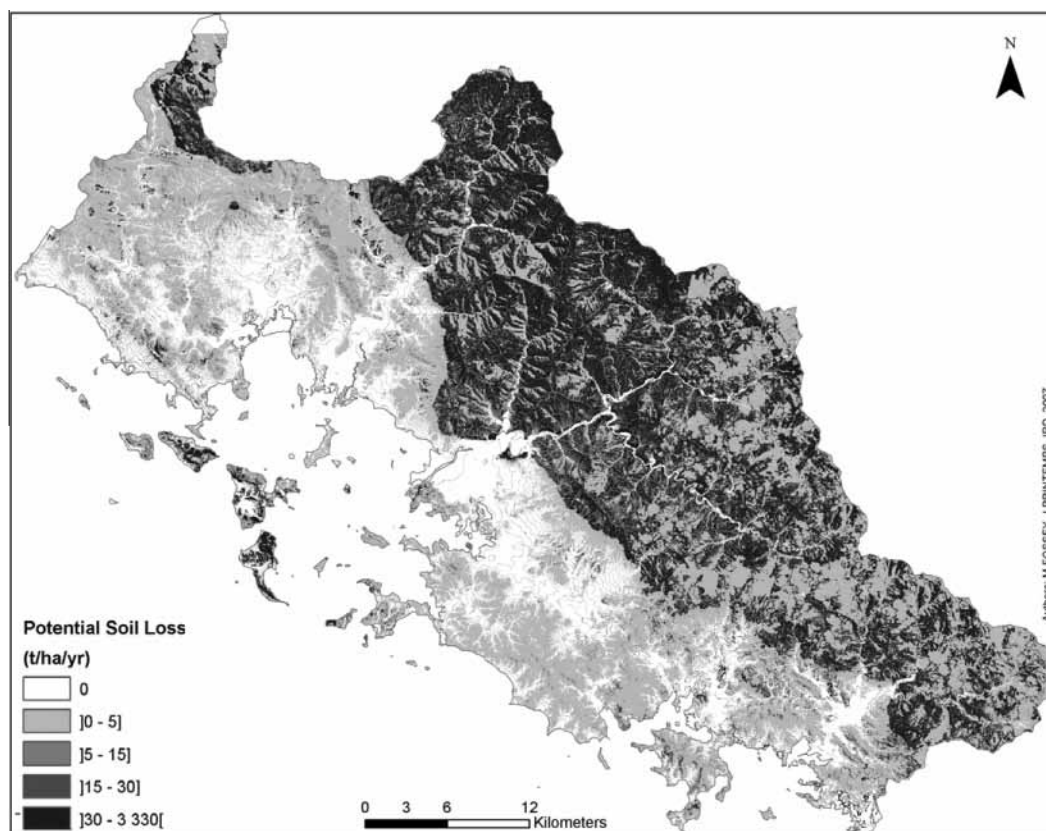 N
Potential Soil Loss
(t/ha/yr)
0
]0 - 5]
]5 - 15]
]15 - 30]
]30 - 3 330[
0 3 6 12
Kilometers